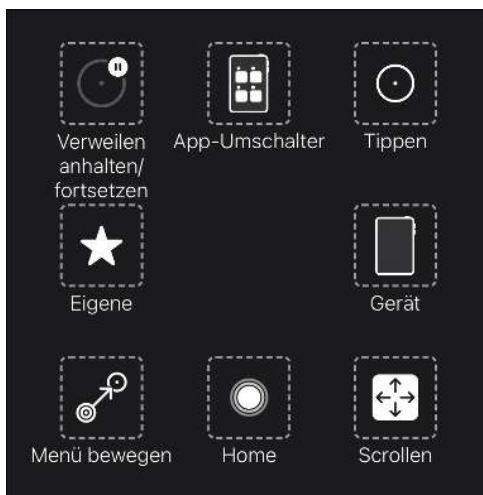 Verweilen
anhalten/
fortsetzen
App-Umschalter
Tippen
Eigene
Gerät
Menü bewegen
Home
Scrollen